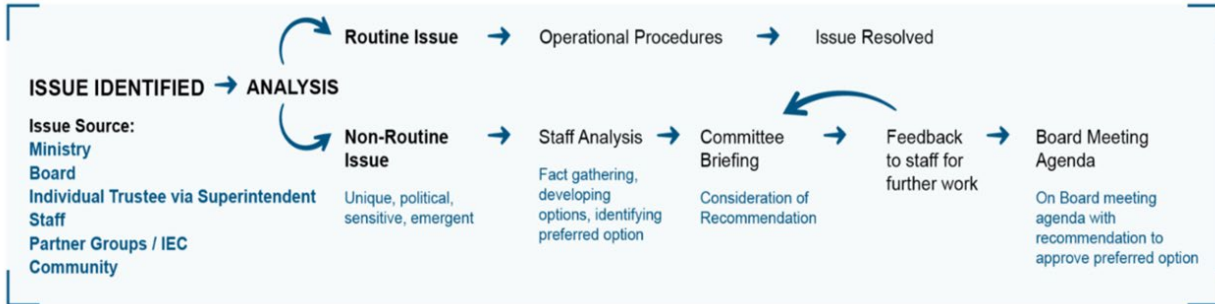 Routine Issue
Operational Procedures
Issue Resolved
ISSUE IDENTIFIED
ANALYSIS
Issue Source:
Ministry
Board
Individual Trustee via Superintendent
Staff
Partner Groups / IEC
Community
Non-Routine
Issue
Unique, political,
sensitive, emergent
Staff Analysis
Fact gathering,
developing
options, identifying
preferred option
Committee
Briefing
Consideration of
Recommendation
Feedback
to staff for
further work
Board Meeting
Agenda
On Board meeting
agenda with
recommendation to
approve preferred option